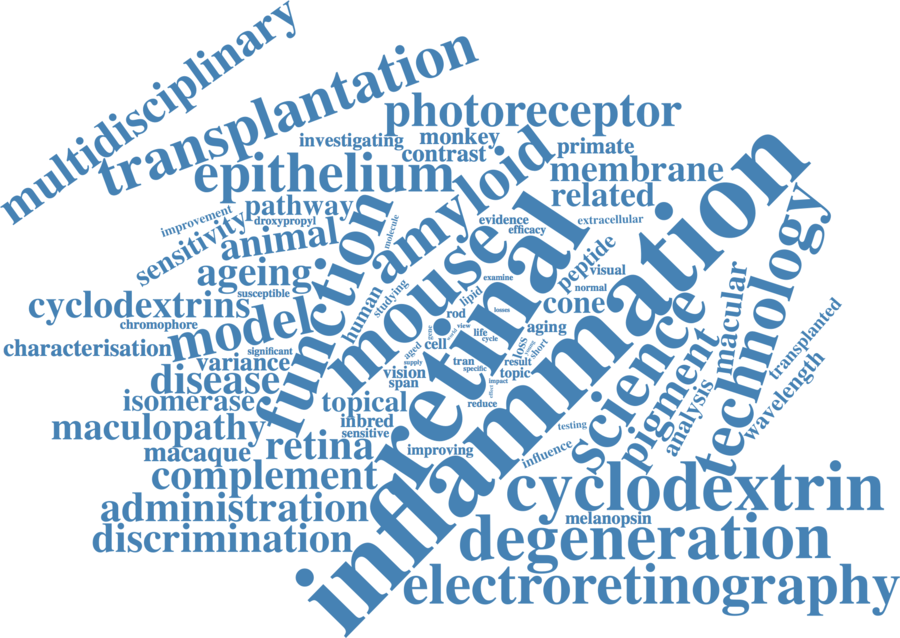 multidisciplinary
transplantation
photoreceptor
investigating
monkey
contrast
primate
epithelium
amyloid
membrane
related
pathway
improvement
droxypropyl
molecule
evidence
efficacy
extracellular
sensitivity
animal
function
mouse
retinal
inflammation
technology
ageing
susceptible
human
studying
examine
peptide
visual
normal
cyclodextrins
chromophore
model
lipid
rod
cone
aging
science
macular
transplanted
characterisation
significant
variance
gene
view
life
cycle
cell
aged
loss
short
disease
supply
vision
span
tran
specific
result
topic
impact
effect
isomerase
topical
reduce
pigment
analysis
wavelength
maculopathy
inbred
sensitive
testing
macaque
retina
improving
influence
complement
cyclodextrin
administration
melanopsin
discrimination
degeneration
electroretinography